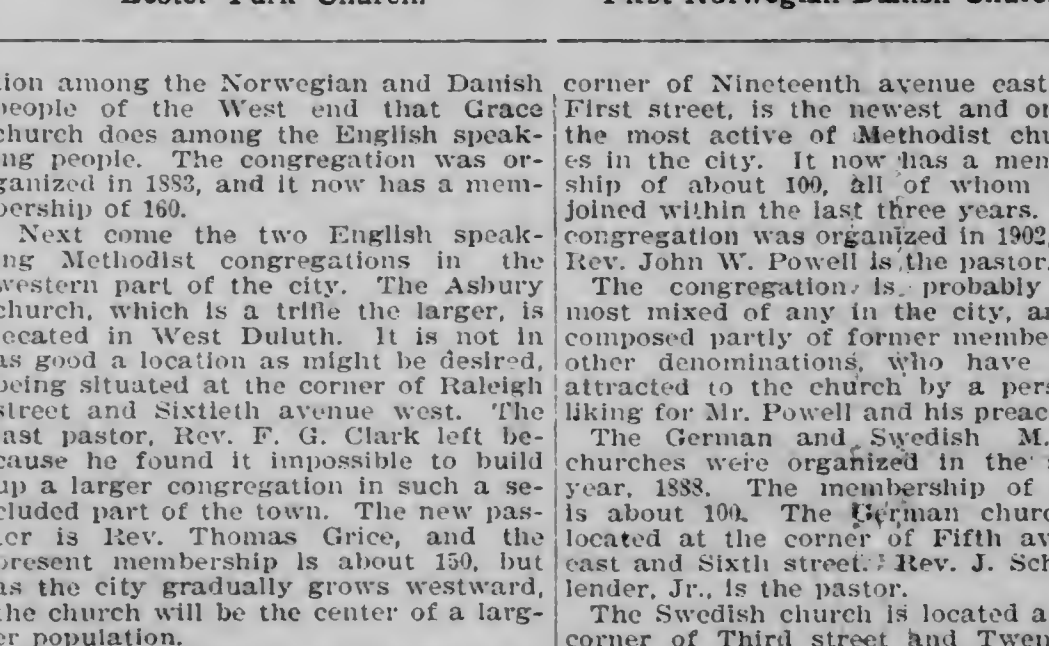 Lester Park Church.
tion among the Norwegian and Danish
people of the West end that Grace
church does among the English speak-
ing people. The congregation was or-
ganized in 1883, and it now has a mem-
bership of 160.
Next come the two English speak-
ing Methodist congregations in the
western part of the city. The Asbury
church, which is a trifle the larger, is
located in West Duluth. It is not in
as good a location as might be desired,
being situated at the corner of Raleigh
street and Sixtieth avenue west. The
last pastor, Rev. F. G. Clark left be-
cause he found it impossible to build
up a larger congregation in such a se-
cluded part of the town. The new pas-
tor is Rev. Thomas Grice, and the
present membership is about 150, but
as the city gradually grows westward,
the church will be the center of a larg-
er population.
First Norwegian Danish Church
corner of Nineteenth avenue east
First street, is the newest and on
the most active of Methodist chu
es in the city. It now has a mem
ship of about 100, all of whom
joined within the last three years.
congregation was organized in 1902,
Rev. John W. Powell is the pastor.
The congregation is probably
most mixed of any in the city, an
composed partly of former membe
other denominations, who have
attracted to the church by a pers
liking for Mr. Powell and his preac
The German and Swedish M.
churches were organized in the s
year, 1888. The membership of
is about 100. The German churc
located at the corner of Fifth av
east and Sixth street. Rev. J. Sch
lender, Jr., is the pastor.
The Swedish church is located a
corner of Third street and Twen